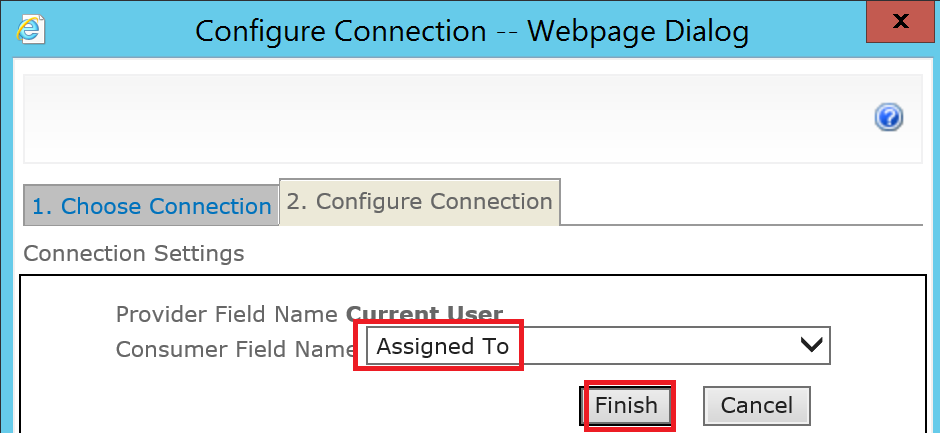 Configure Connection -- Webpage Dialog
x
?
1. Choose Connection
2. Configure Connection
Connection Settings
Provider Field Name Current User
Consumer Field Name Assigned To
Finish Cancel